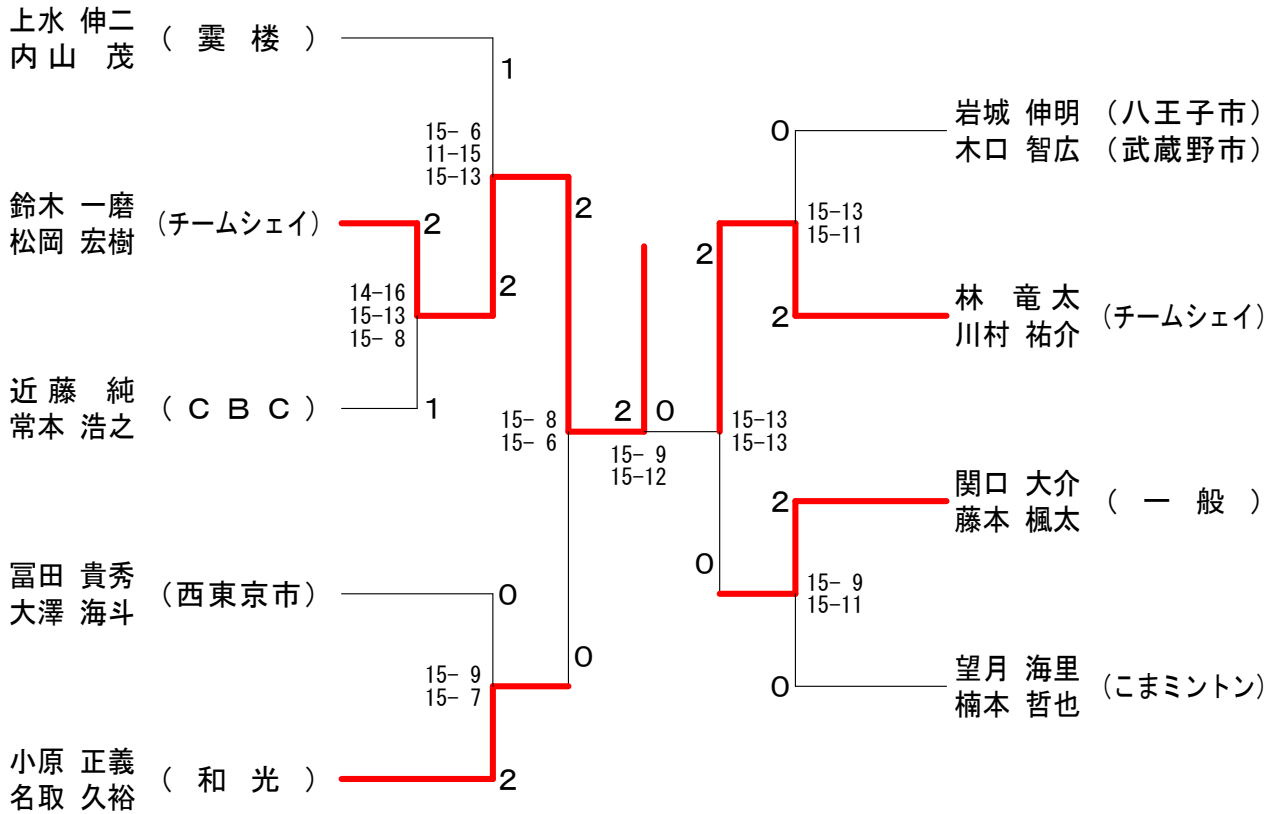 上水 伸二
内山 茂
( 霙 楼 )
1
15- 6
11-15
15-13
鈴木 一磨
松岡 宏樹
(チームシェイ)
2
2
2
14-16
15-13
15- 8
近藤 純
常本 浩之
( C B C )
1
15- 8
15- 6
2 0
15- 9
15-12
冨田 貴秀
大澤 海斗
(西東京市)
0
0
15- 9
15- 7
小原 正義
名取 久裕
( 和 光 )
2
0
岩城 伸明 (八王子市)
木口 智広 (武蔵野市)
15-13
15-11
2
2
林 竜太
川村 祐介
(チームシェイ)
15-13
15-13
2
関口 大介
藤本 楓太
( 一 般 )
0
15- 9
15-11
0
望月 海里
楠本 哲也
(こまミントン)